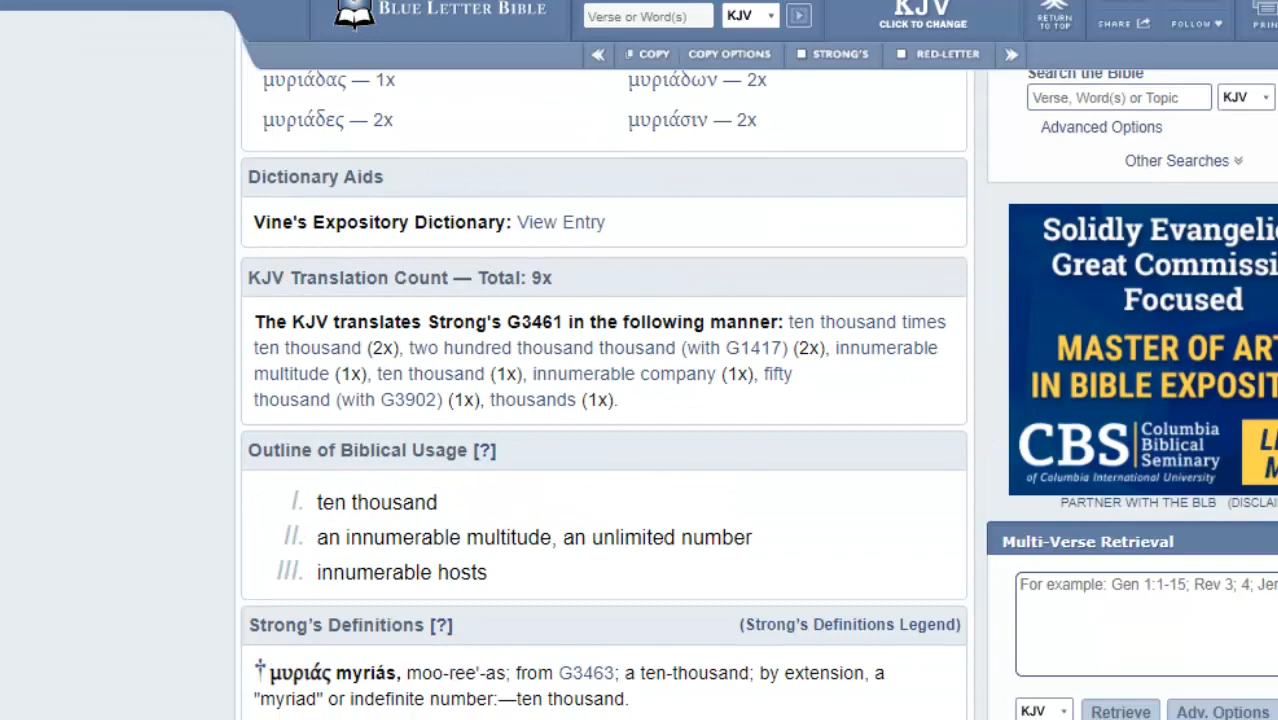 BLUE LETTER BIBLE
Verse or Word(s)
KJV
KJV
CLICK TO CHANGE
RETURN
TO TOP
SHARE
FOLLOW
PRIN
COPY
COPY OPTIONS
STRONG'S
RED-LETTER
μυριάδας — 1x
μυριάδων — 2x
μυριάδες — 2x
μυριάσιν — 2x
Dictionary Aids
Vine's Expository Dictionary: View Entry
KJV Translation Count — Total: 9x
The KJV translates Strong's G3461 in the following manner: ten thousand times
ten thousand (2x), two hundred thousand thousand (with G1417) (2x), innumerable
multitude (1x), ten thousand (1x), innumerable company (1x), fifty
thousand (with G3902) (1x), thousands (1x).
Outline of Biblical Usage [?]
I. ten thousand
II. an innumerable multitude, an unlimited number
III. innumerable hosts
Strong's Definitions [?]
(Strong's Definitions Legend)
†μυριάς myriás, moo-ree'-as; from G3463; a ten-thousand; by extension, a
"myriad" or indefinite number:—ten thousand.
Search the Bible
Verse, Word(s) or Topic
KJV
Advanced Options
Other Searches
Solidly Evangelic
Great Commissi
Focused
MASTER OF ART
IN BIBLE EXPOSIT
CBS
Columbia
Biblical
Seminary
of Columbia International University
PARTNER WITH THE BLB (DISCLAI
Multi-Verse Retrieval
For example: Gen 1:1-15; Rev 3; 4; Jer
KJV
Retrieve
Adv. Options